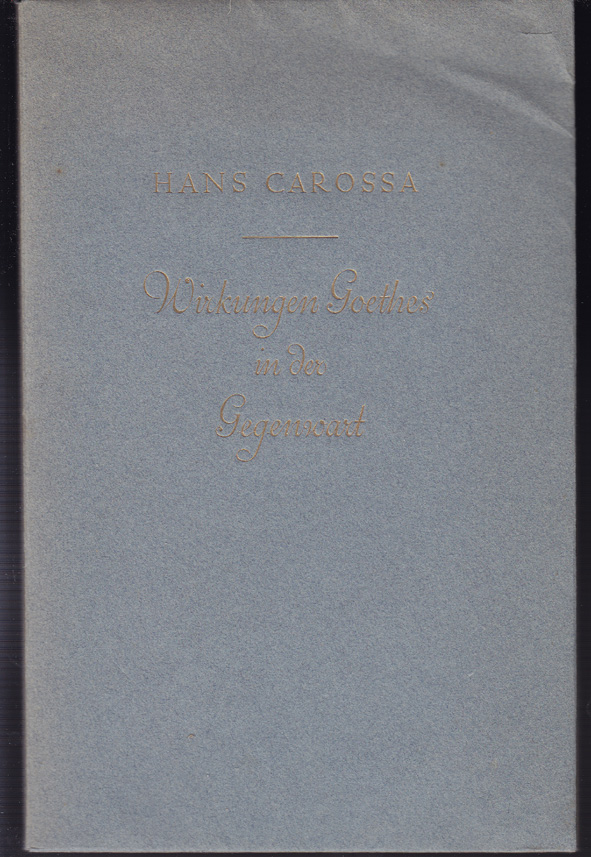 HANS CAROSSA
Wirkungen Goethes
in der
Gegenwart